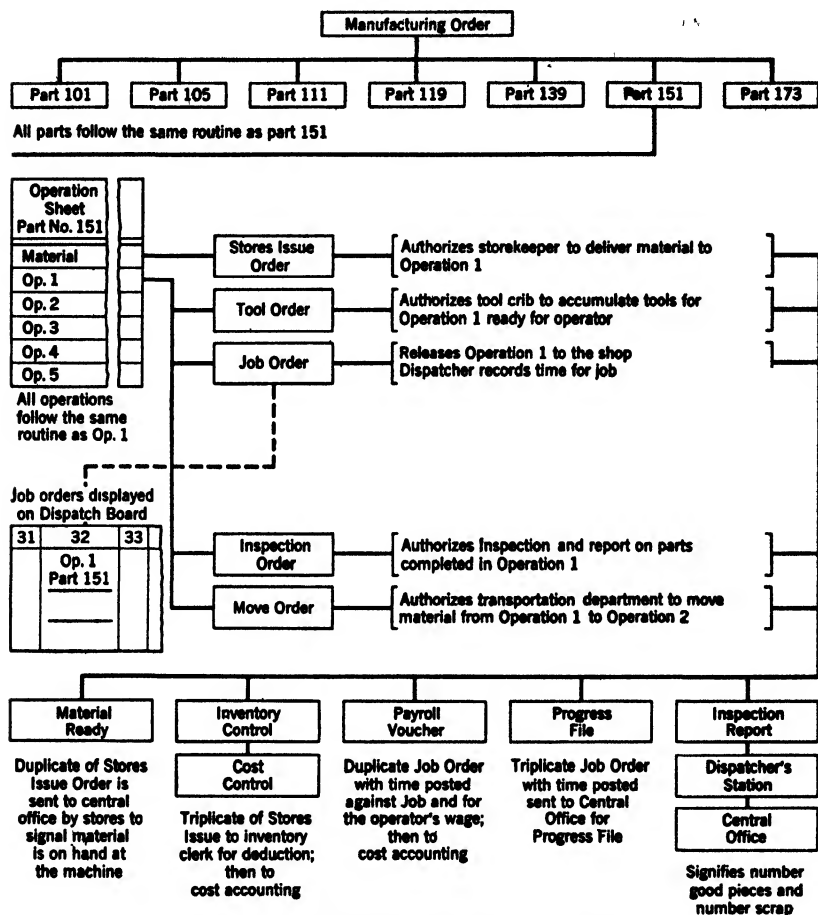 Manufacturing Order
Part 101
Part 105
Part 111
Part 119
Part 139
Part 151
Part 173
All parts follow the same routine as part 151
Operation
Sheet
Part No. 151
Material
Op. 1
Op. 2
Op. 3
Op. 4
Op. 5
All operations
follow the same
routine as Op. 1
Stores Issue
Order
Authorizes storekeeper to deliver material to
Operation 1
Tool Order
Authorizes tool crib to accumulate tools for
Operation 1 ready for operator
Job Order
Releases Operation 1 to the shop
Dispatcher records time for job
Job orders displayed
on Dispatch Board
31 32 33
Op. 1
Part 151
Inspection
Order
Authorizes inspection and report on parts
completed in Operation 1
Move Order
Authorizes transportation department to move
material from Operation 1 to Operation 2
Material
Ready
Duplicate of Stores
Issue Order is
sent to central
office by stores to
signal material
is on hand at
the machine
Inventory
Control
Cost
Control
Triplicate of Stores
Issue to inventory
clerk for deduction;
then to
cost accounting
Payroll
Voucher
Duplicate Job Order
with time posted
against Job and for
the operator's wage;
then to
cost accounting
Progress
File
Triplicate Job Order
with time posted
sent to Central
Office for
Progress File
Inspection
Report
Dispatcher's
Station
Central
Office
Signifies number
good pieces and
number scrap